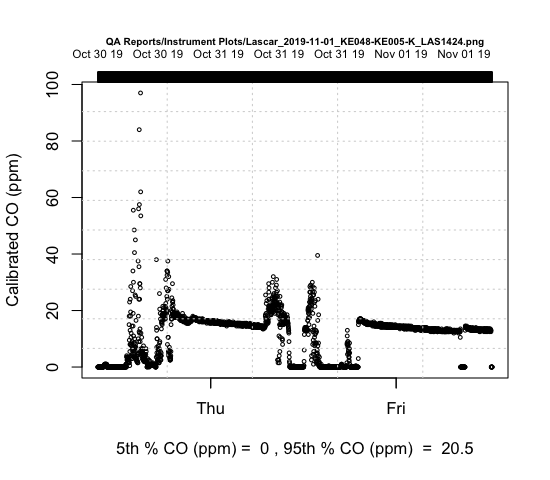 QA Reports/Instrument Plots/Lascar_2019-11-01_KE048-KE005-K_LAS1424.png
Oct 30 19 Oct 30 19 Oct 31 19 Oct 31 19 Oct 31 19 Nov 01 19 Nov 01 19
Calibrated CO (ppm)
100
80
60
40
20
0
Thu Fri
5th % CO (ppm) = 0 , 95th % CO (ppm) = 20.5